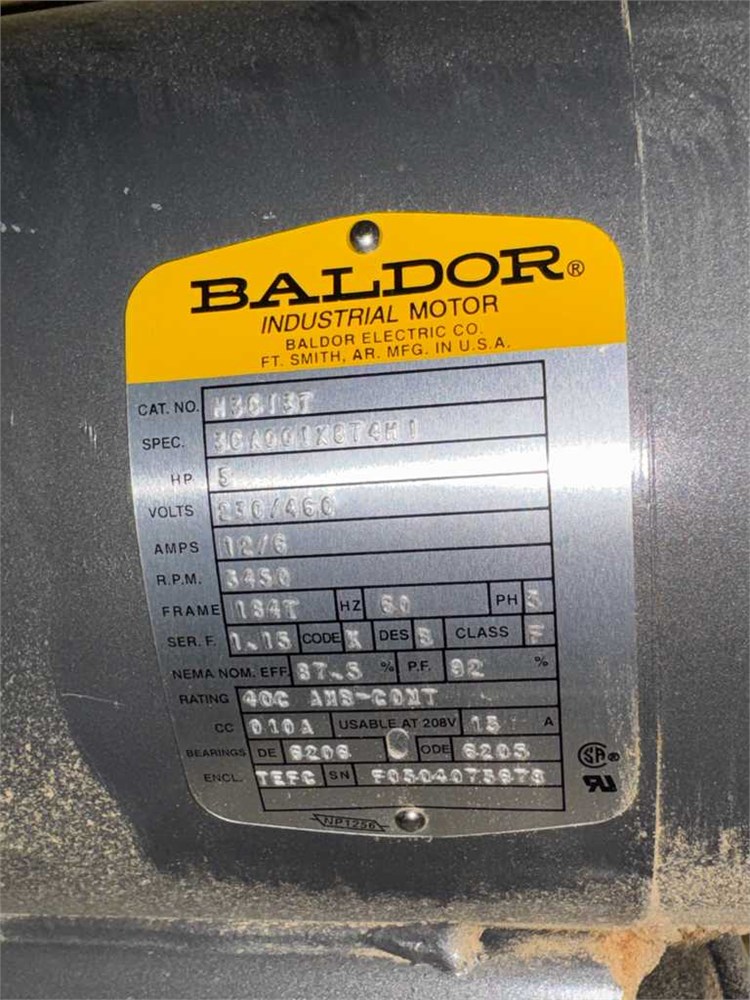 BALDOR®
INDUSTRIAL MOTOR
BALDOR ELECTRIC CO.
FT. SMITH, AR. MFG. IN U.S.A.
CAT. NO. M3613T
SPEC.
HP 5
VOLTS 230/460
AMPS 12/6
R.P.M. 3450
FRAME 184T HZ 60 PH 3
SER. F. 1.15 CODE K DES B CLASS F
NEMA NOM. EFF. 87.5 % P.F. 92 %
RATING 40C AMB-CONT
CC 010A USABLE AT 208V 13 A
BEARINGS DE 6206 ODE 6205
ENCL. TEFC SN
NP1256